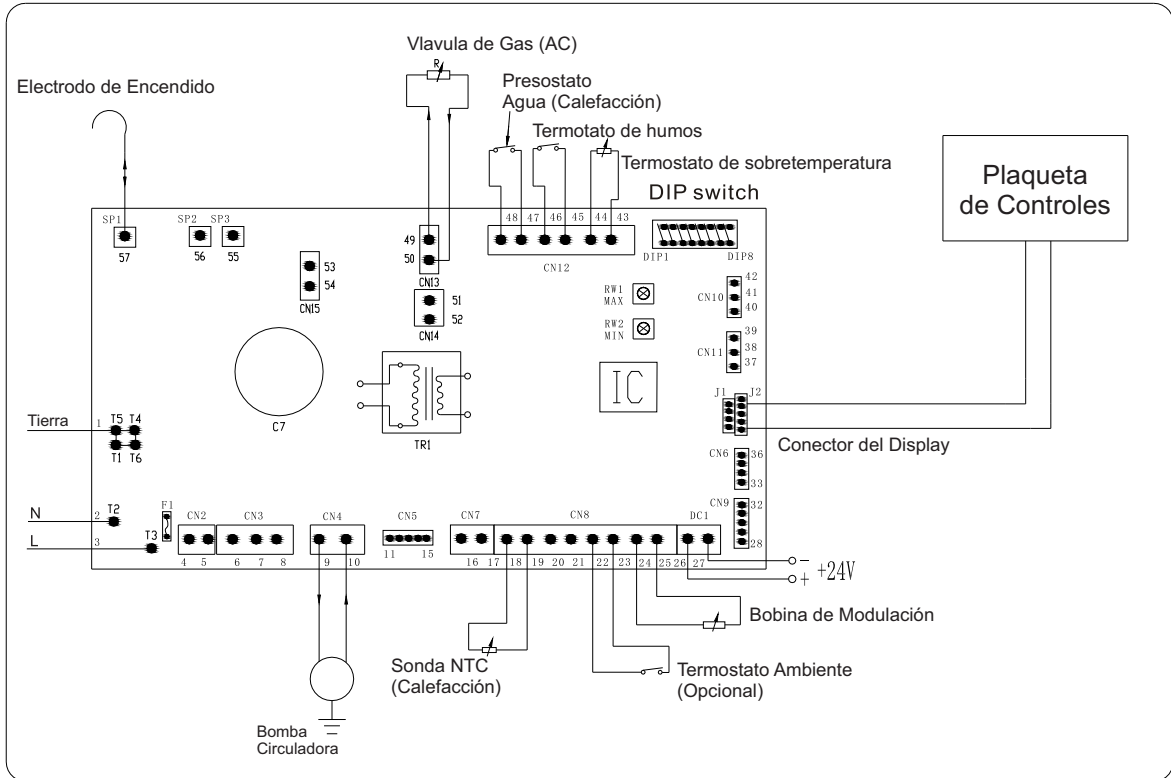 Vlavula de Gas (AC)
R
Electrodo de Encendido
Presostato
Agua (Calefacción)
Termotato de humos
Termostato de sobretemperatura
DIP switch
Plaqueta
de Controles
SP1
57
SP2 SP3
56 55
53
54
CN15
49
50
CN13
51
52
CN14
48 47 46 45 44 43
CN12
DIP1 DIP8
RW1
MAX
RW2
MIN
CN10
42
41
40
CN11
39
38
37
IC
J1 J2
Conector del Display
C7
TR1
Tierra
1
T5 T4
T1 T6
CN6
36
33
N
2
T2
L
3
T3
F1
CN2 CN3 CN4 CN5 CN7 CN8 DC1
CN9
32
28
4 5 6 7 8 9 10 11 15 16 17 18 19 20 21 22 23 24 25 26 27
-
+
+24V
Bobina de Modulación
Sonda NTC
(Calefacción)
Termostato Ambiente
(Opcional)
Bomba
Circuladora